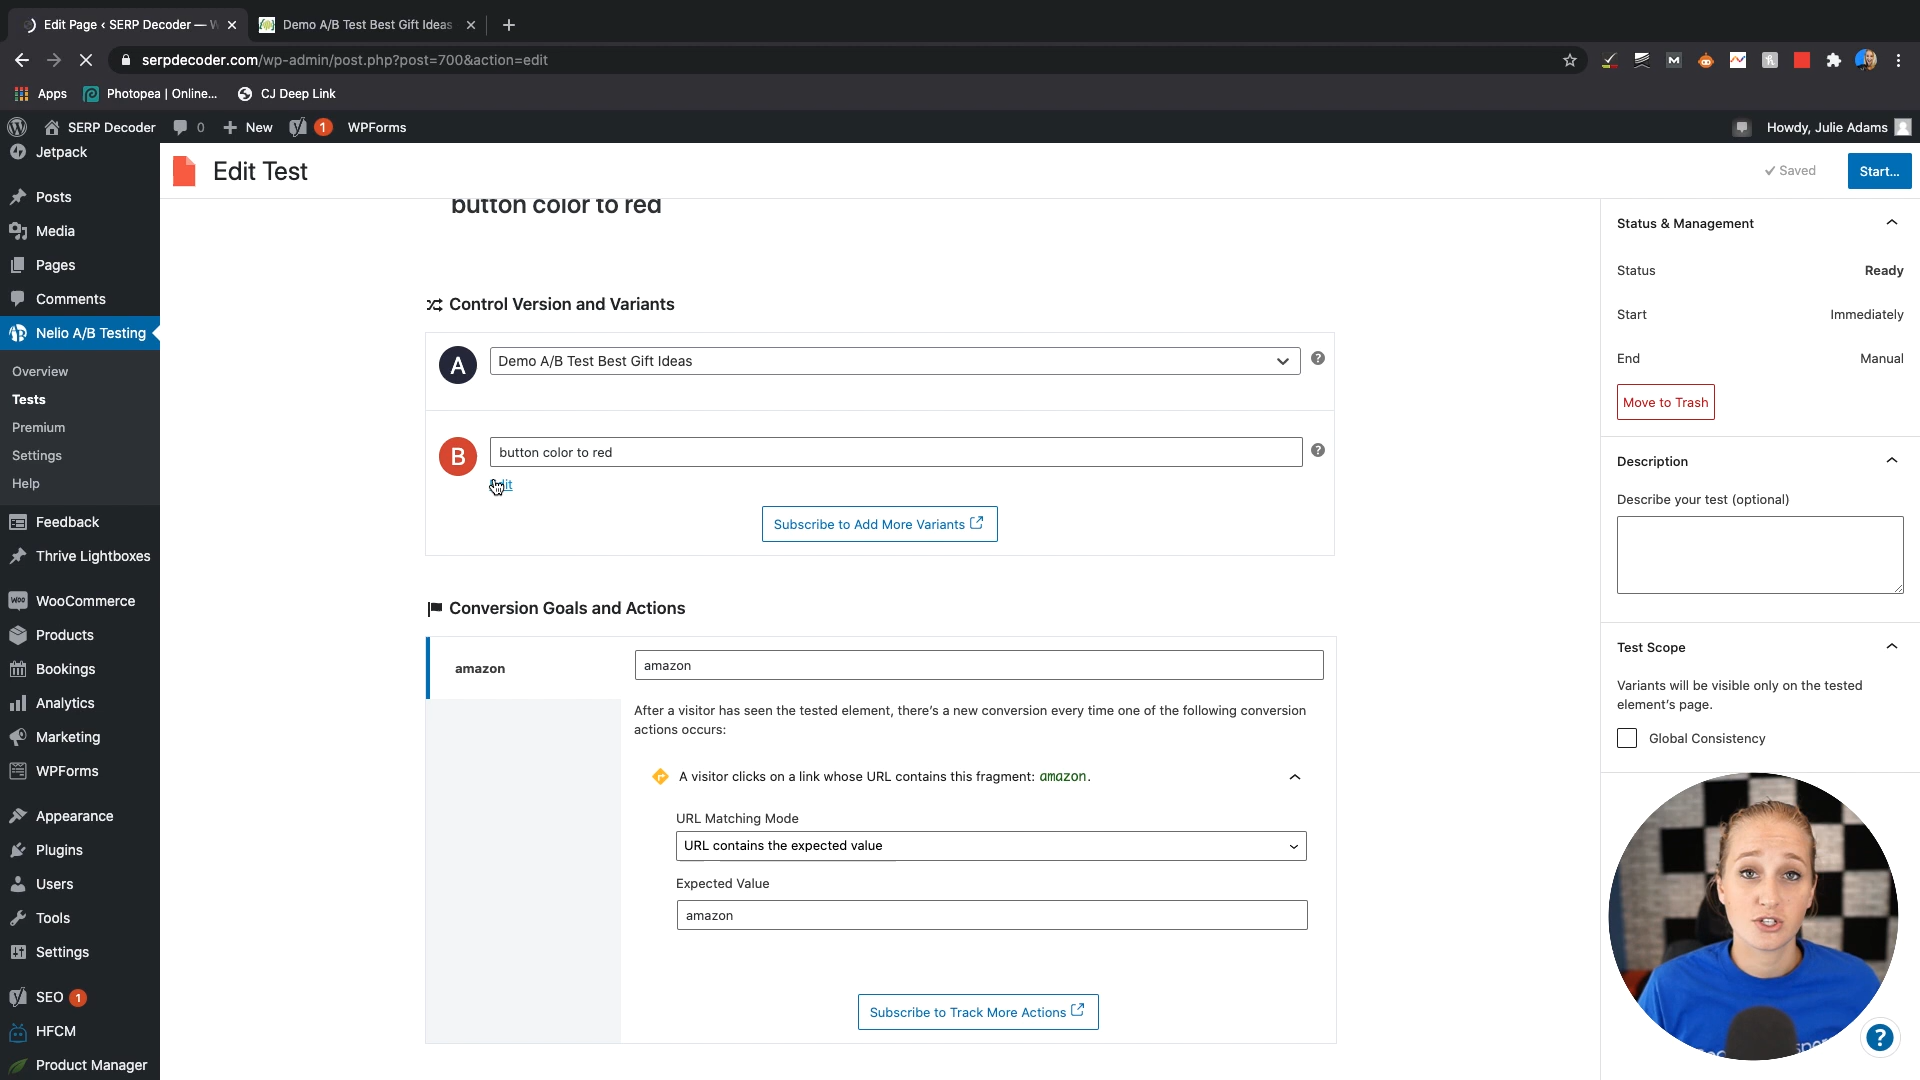 Edit Page < SERP Decoder — W
Demo A/B Test Best Gift Ideas
serpdecoder.com/wp-admin/post.php?post=700&action=edit
Apps
Photopea | Online...
CJ Deep Link
SERP Decoder
0
New
1
WPForms
Howdy, Julie Adams
Jetpack
Posts
Media
Pages
Comments
Nelio A/B Testing
Overview
Tests
Premium
Settings
Help
Feedback
Thrive Lightboxes
WooCommerce
Products
Bookings
Analytics
Marketing
WPForms
Appearance
Plugins
Users
Tools
Settings
SEO 1
HFCM
Product Manager
Edit Test
Saved
Start...
button color to red
Control Version and Variants
A
Demo A/B Test Best Gift Ideas
B
button color to red
Subscribe to Add More Variants
Conversion Goals and Actions
amazon
amazon
After a visitor has seen the tested element, there's a new conversion every time one of the following conversion
actions occurs:
A visitor clicks on a link whose URL contains this fragment: amazon.
URL Matching Mode
URL contains the expected value
Expected Value
amazon
Subscribe to Track More Actions
Status & Management
Status
Ready
Start
Immediately
End
Manual
Move to Trash
Description
Describe your test (optional)
Test Scope
Variants will be visible only on the tested
element's page.
Global Consistency